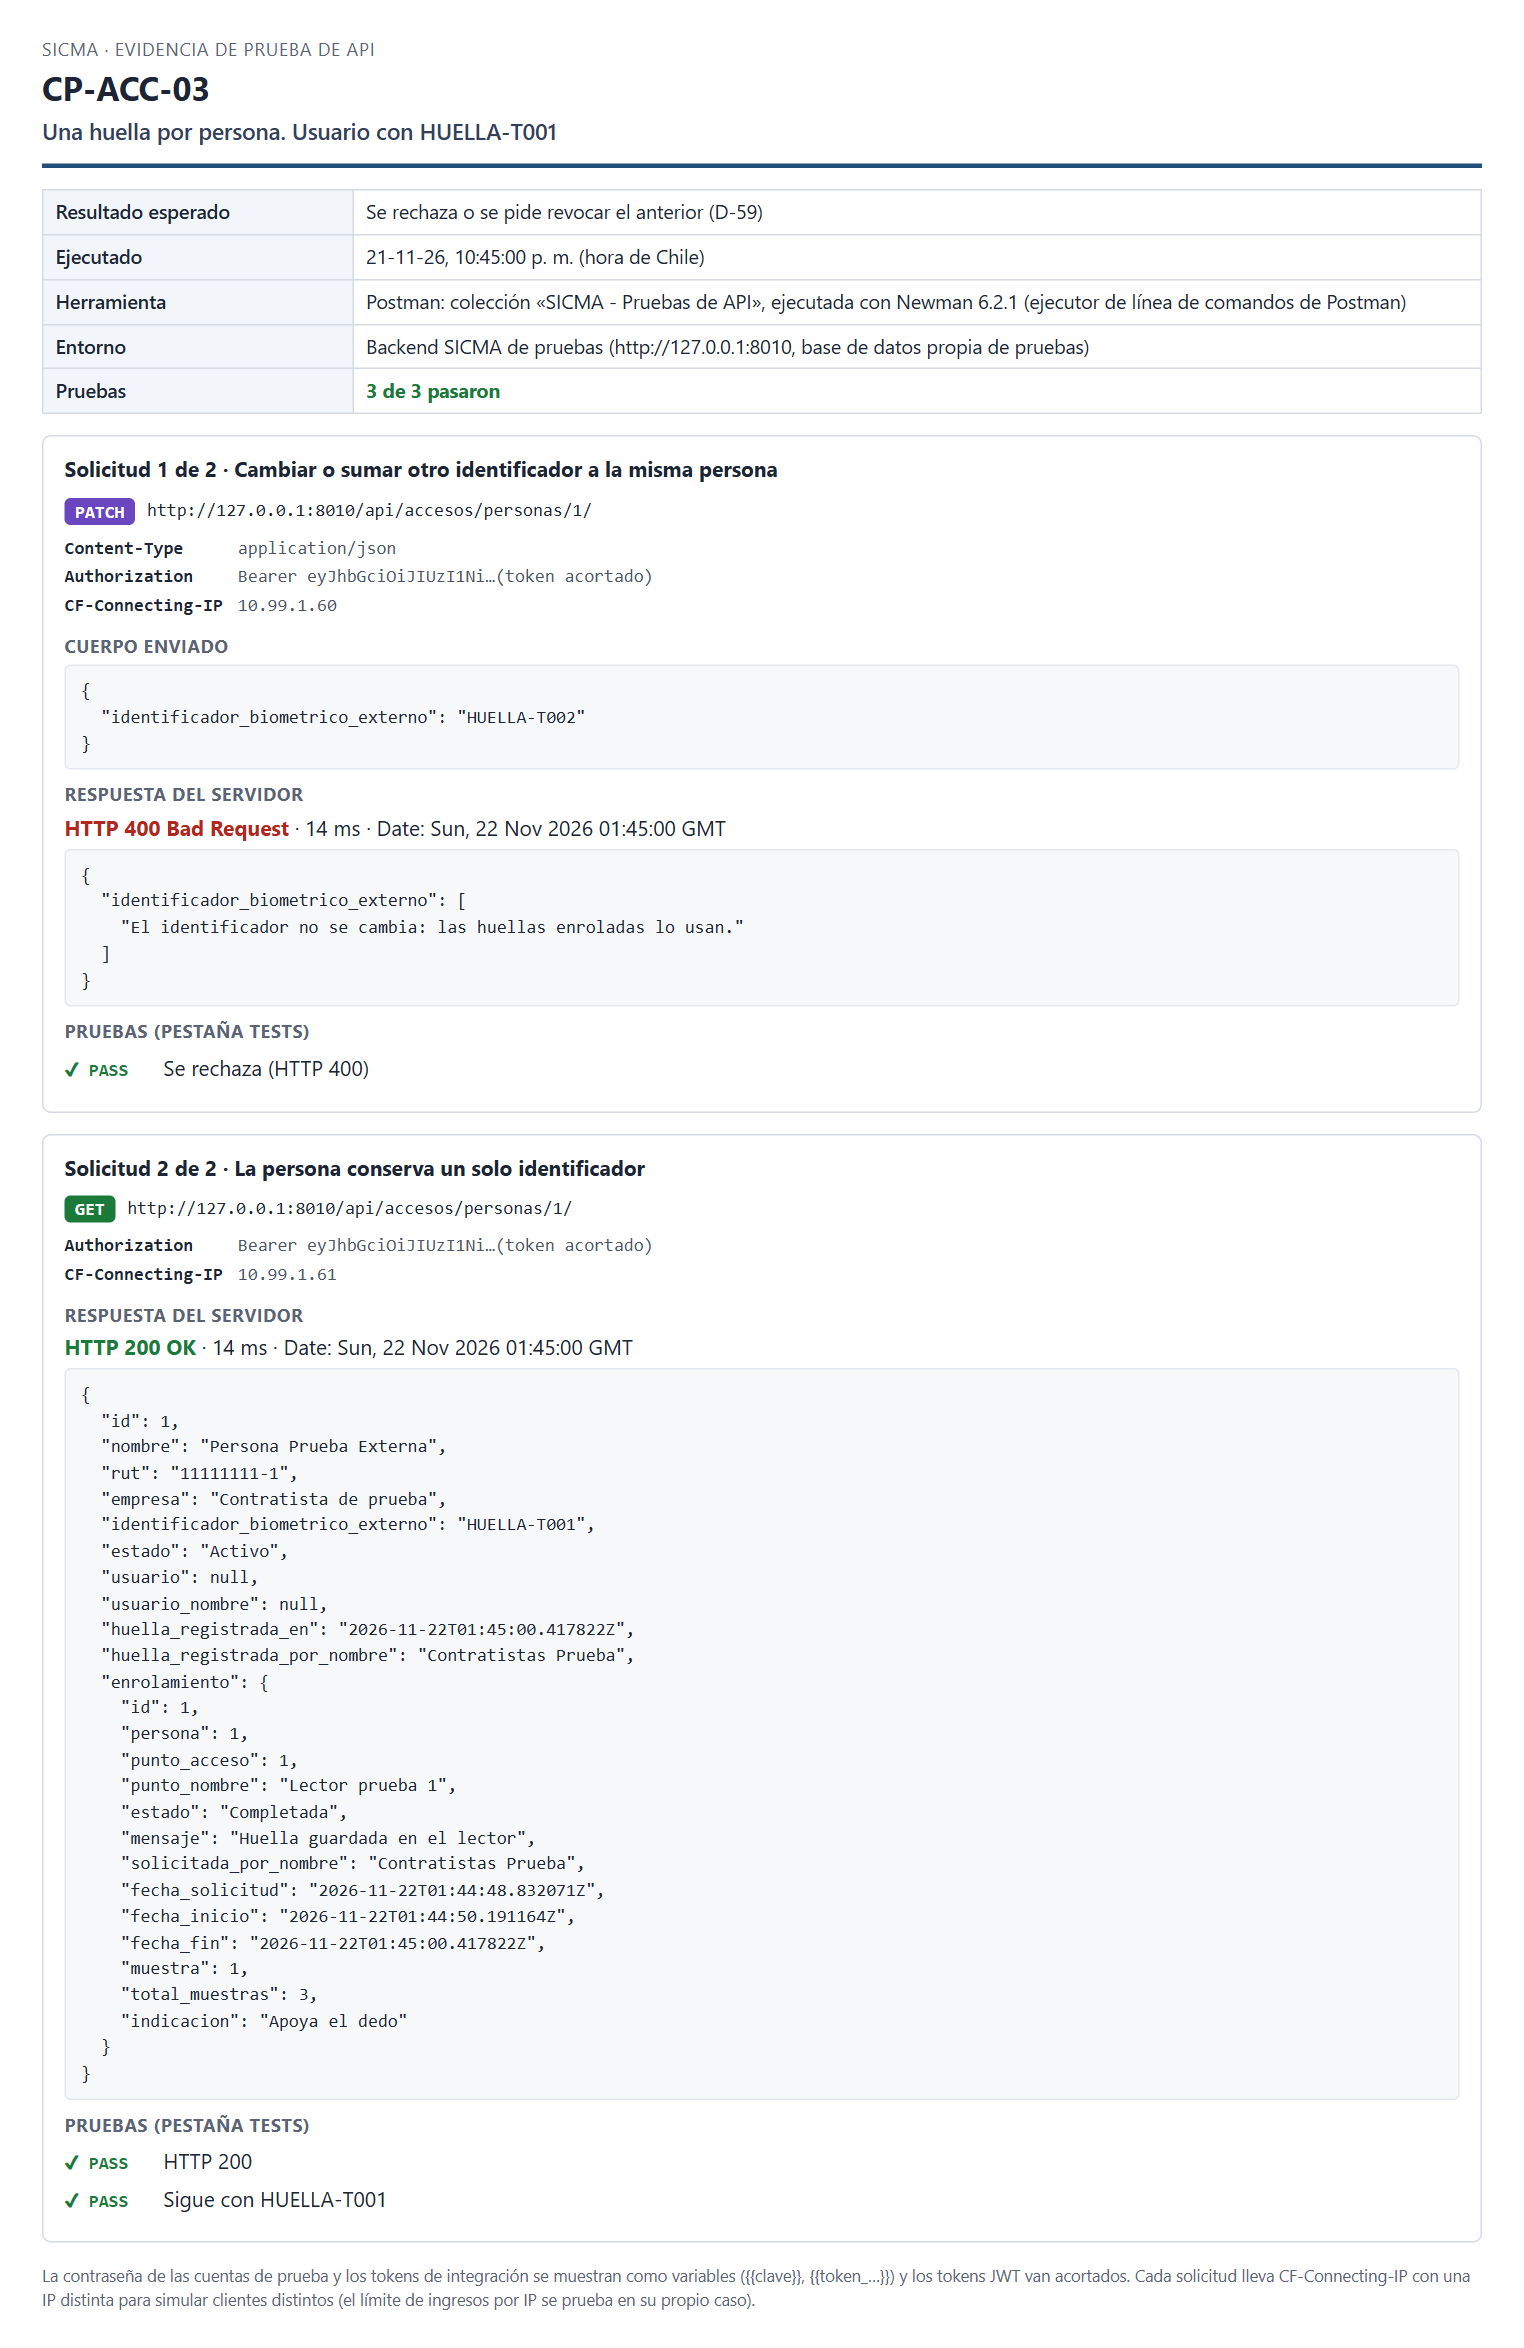 SICMA · EVIDENCIA DE PRUEBA DE API
CP-ACC-03
Una huella por persona. Usuario con HUELLA-T001
Resultado esperado
Se rechaza o se pide revocar el anterior (D-59)
Ejecutado
21-11-26, 10:45:00 p. m. (hora de Chile)
Herramienta
Postman: colección «SICMA - Pruebas de API», ejecutada con Newman 6.2.1 (ejecutor de línea de comandos de Postman)
Entorno
Backend SICMA de pruebas (http://127.0.0.1:8010, base de datos propia de pruebas)
Pruebas
3 de 3 pasaron
Solicitud 1 de 2 · Cambiar o sumar otro identificador a la misma persona
PATCH http://127.0.0.1:8010/api/accesos/personas/1/
Content-Type application/json
Authorization Bearer eyJhbGciOiJIUzI1Ni…(token acortado)
CF-Connecting-IP 10.99.1.60
CUERPO ENVIADO
{
"identificador_biometrico_externo": "HUELLA-T002"
}
RESPUESTA DEL SERVIDOR
HTTP 400 Bad Request · 14 ms · Date: Sun, 22 Nov 2026 01:45:00 GMT
{
"identificador_biometrico_externo": [
"El identificador no se cambia: las huellas enroladas lo usan."
]
}
PRUEBAS (PESTAÑA TESTS)
✔ PASS Se rechaza (HTTP 400)
Solicitud 2 de 2 · La persona conserva un solo identificador
GET http://127.0.0.1:8010/api/accesos/personas/1/
Authorization Bearer eyJhbGciOiJIUzI1Ni…(token acortado)
CF-Connecting-IP 10.99.1.61
RESPUESTA DEL SERVIDOR
HTTP 200 OK · 14 ms · Date: Sun, 22 Nov 2026 01:45:00 GMT
{
"id": 1,
"nombre": "Persona Prueba Externa",
"rut": "11111111-1",
"empresa": "Contratista de prueba",
"identificador_biometrico_externo": "HUELLA-T001",
"estado": "Activo",
"usuario": null,
"usuario_nombre": null,
"huella_registrada_en": "2026-11-22T01:45:00.417822Z",
"huella_registrada_por_nombre": "Contratistas Prueba",
"enrolamiento": {
"id": 1,
"persona": 1,
"punto_acceso": 1,
"punto_nombre": "Lector prueba 1",
"estado": "Completada",
"mensaje": "Huella guardada en el lector",
"solicitada_por_nombre": "Contratistas Prueba",
"fecha_solicitud": "2026-11-22T01:44:48.832071Z",
"fecha_inicio": "2026-11-22T01:44:50.191164Z",
"fecha_fin": "2026-11-22T01:45:00.417822Z",
"muestra": 1,
"total_muestras": 3,
"indicacion": "Apoya el dedo"
}
}
PRUEBAS (PESTAÑA TESTS)
✔ PASS HTTP 200
✔ PASS Sigue con HUELLA-T001
La contraseña de las cuentas de prueba y los tokens de integración se muestran como variables ({{clave}}, {{token_…}}) y los tokens JWT van acortados. Cada solicitud lleva CF-Connecting-IP con una
IP distinta para simular clientes distintos (el límite de ingresos por IP se prueba en su propio caso).